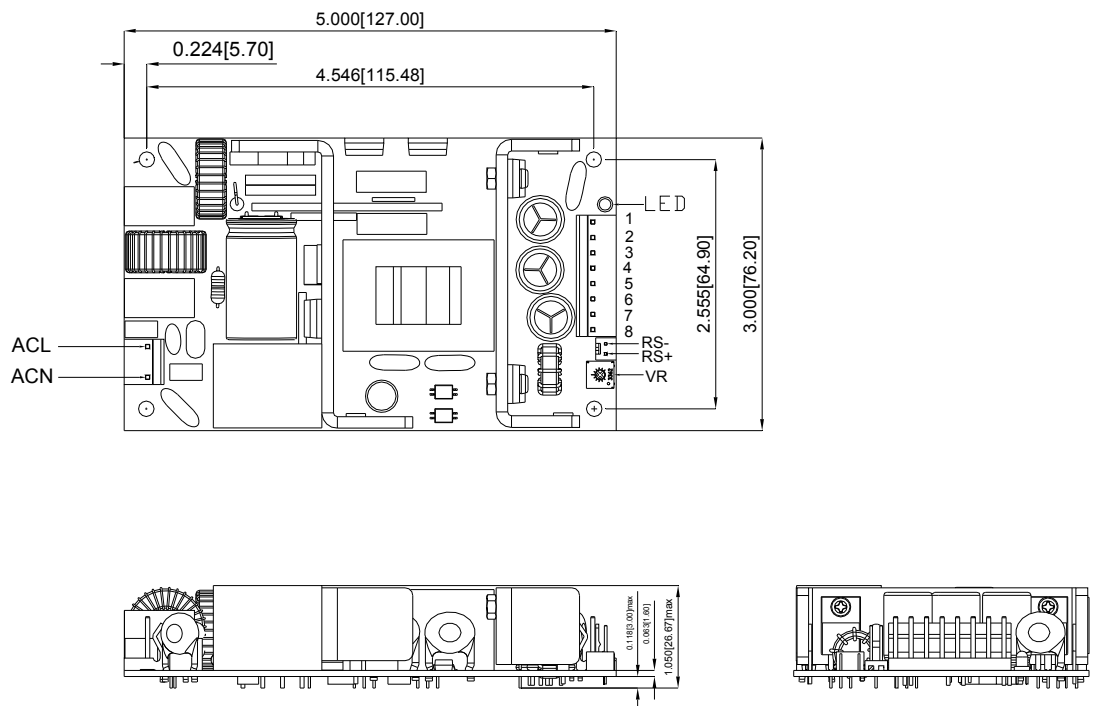 5.000[127.00]
0.224[5.70]
4.546[115.48]
LED
1
2
3
4
5
6
7
8
2.555[64.90]
3.000[76.20]
ACL
ACN
RS-
RS+
VR
3362
0.118[3.00]max
0.063[1.60]
1.050[26.67]max